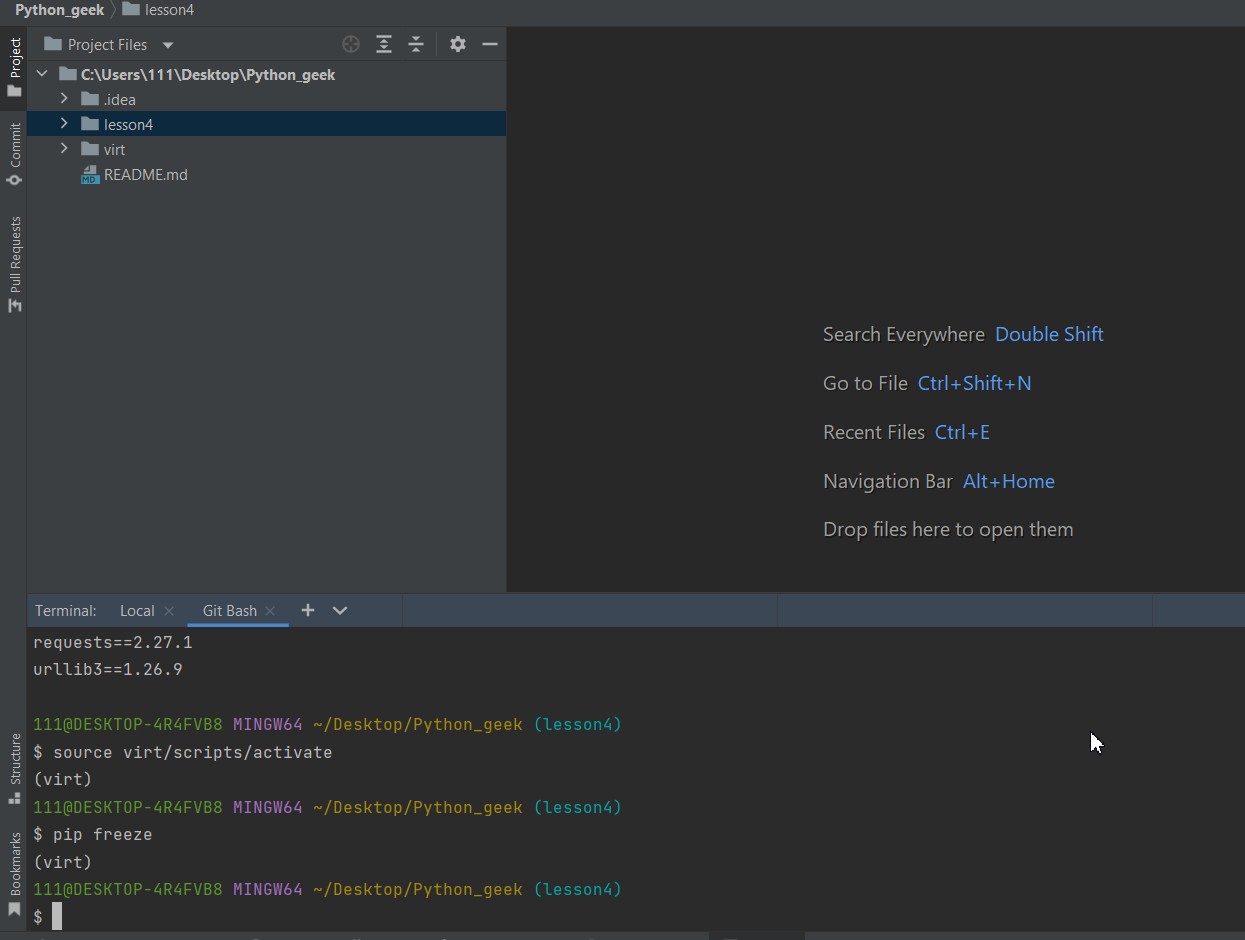 Python_geek lesson4
Project
Project Files
C:\Users\111\Desktop\Python_geek
.idea
lesson4
virt
MD README.md
Commit
Pull Requests
Search Everywhere Double Shift
Go to File Ctrl+Shift+N
Recent Files Ctrl+E
Navigation Bar Alt+Home
Drop files here to open them
Terminal: Local Git Bash
requests==2.27.1
urllib3==1.26.9
111@DESKTOP-4R4FVB8 MINGW64 ~/Desktop/Python_geek (lesson4)
$ source virt/scripts/activate
(virt)
111@DESKTOP-4R4FVB8 MINGW64 ~/Desktop/Python_geek (lesson4)
$ pip freeze
(virt)
111@DESKTOP-4R4FVB8 MINGW64 ~/Desktop/Python_geek (lesson4)
$
Structure
Bookmarks